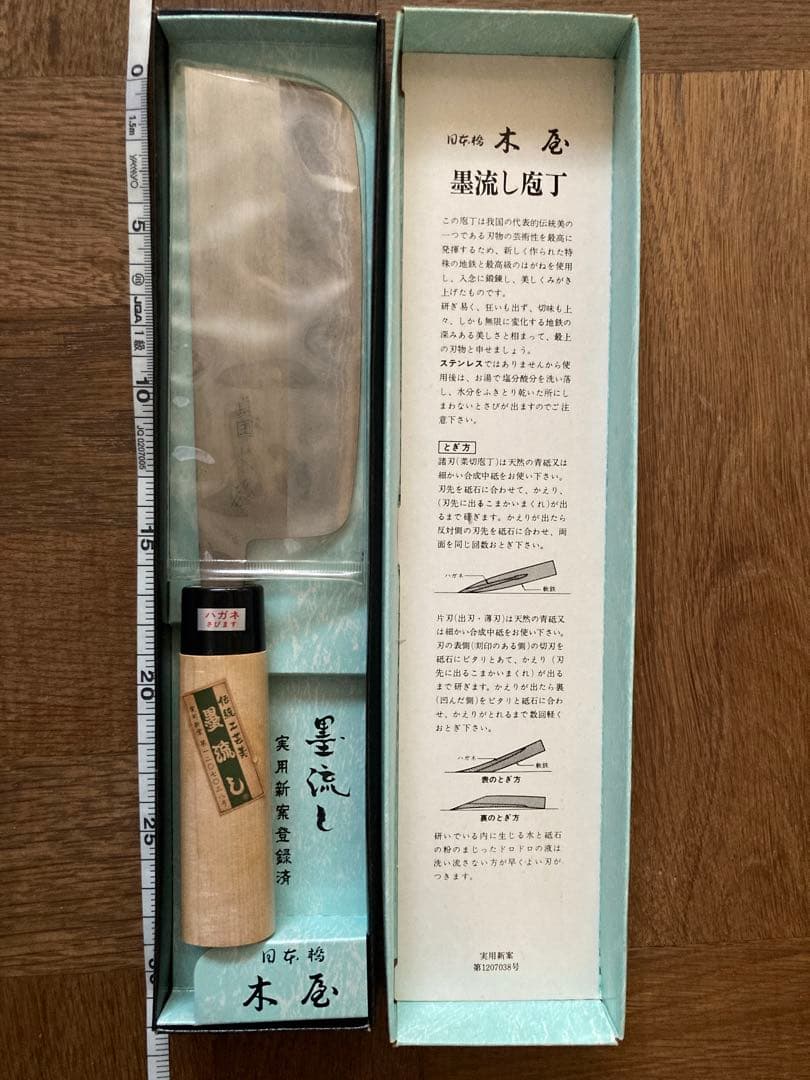 0
1.5m
YAMAYO
5
JQA 1級
10
JQ 0207005
15
20
25
ハガネ
さびます
伝統工芸美
墨流し
墨流し
実用新案登録済
日本橋
木屋
日本橋 木屋
墨流し庖丁
この庖丁は我国の代表的伝統美の
一つである刃物の芸術性を最高に
発揮するため、新しく作られた特
殊の地鉄と最高級のはがねを使用
し、入念に鍛錬し、美しくみがき
上げたものです。
研ぎ易く、狂いも出ず、切味も上
々、しかも無限に変化する地鉄の
深みある美しさと相まって、最上
の刃物と申せましょう。
ステンレスではありませんから使
用後は、お湯で塩分酸分を洗い落
し、水分をふきとり乾いた所にし
まわないとさびが出ますのでご注
意下さい。
とぎ方
諸刃(菜切庖丁)は天然の青砥又は
細かい合成中砥をお使い下さい。
刃先を砥石に合わせて、かえり、
(刃先に出るこまかいまくれ)が出
るまで研ぎます。かえりが出たら
反対側の刃先を砥石に合わせ、両
面を同じ回数おとぎ下さい。
ハガネ
軟鉄
片刃(出刃・薄刃)は天然の青砥又
は細かい合成中砥をお使い下さい。
刃の表側(刻印のある側)の切刃を
砥石にピタリとあて、かえり(刃
先に出るこまかいまくれ)が出る
まで研ぎます。かえりが出たら裏
(凹んだ側)をピタリと砥石に合わ
せ、かえりがとれるまで数回軽く
おとぎ下さい。
ハガネ
軟鉄
表のとぎ方
裏のとぎ方
研いでいる内に生じる水と砥石
の粉のまじったドロドロの液は
洗い流さない方が早くよい刃が
つきます。
実用新案
第1207038号